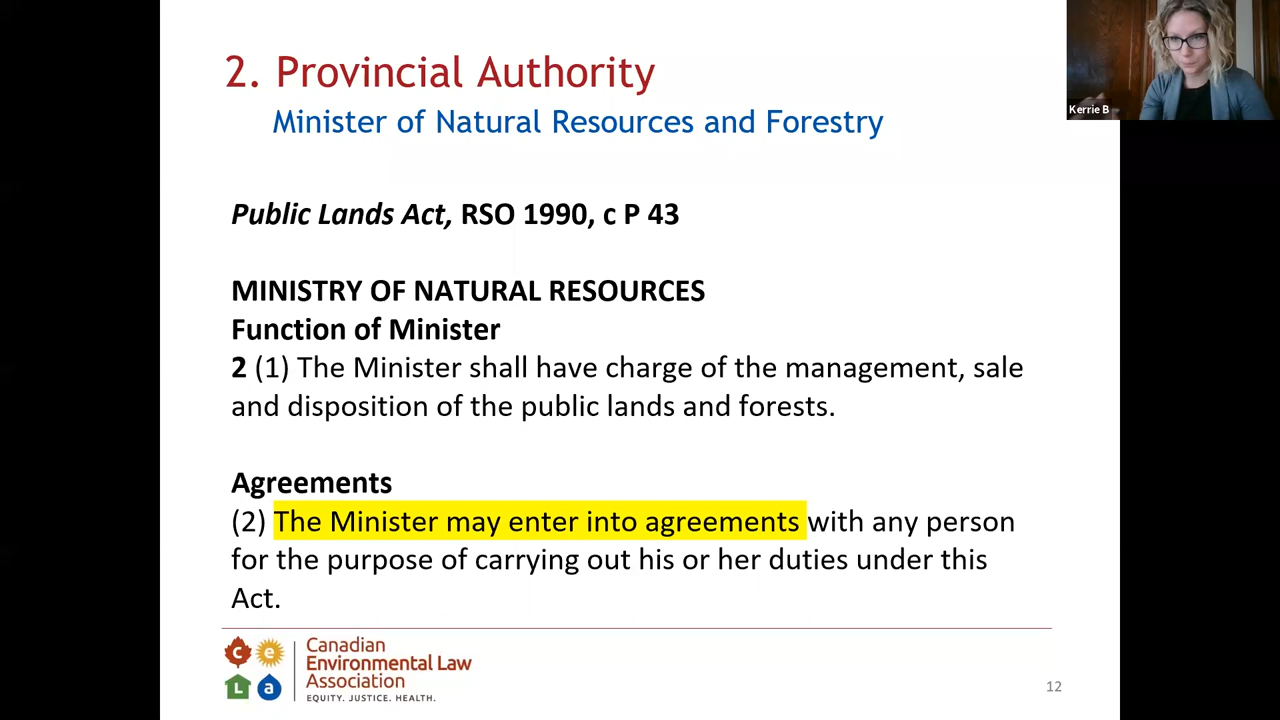 2. Provincial Authority
Minister of Natural Resources and Forestry
Kerrie B
Public Lands Act, RSO 1990, c P 43
MINISTRY OF NATURAL RESOURCES
Function of Minister
2 (1) The Minister shall have charge of the management, sale
and disposition of the public lands and forests.
Agreements
(2) The Minister may enter into agreements with any person
for the purpose of carrying out his or her duties under this
Act.
c e L a
Canadian
Environmental Law
Association
EQUITY. JUSTICE. HEALTH.
12